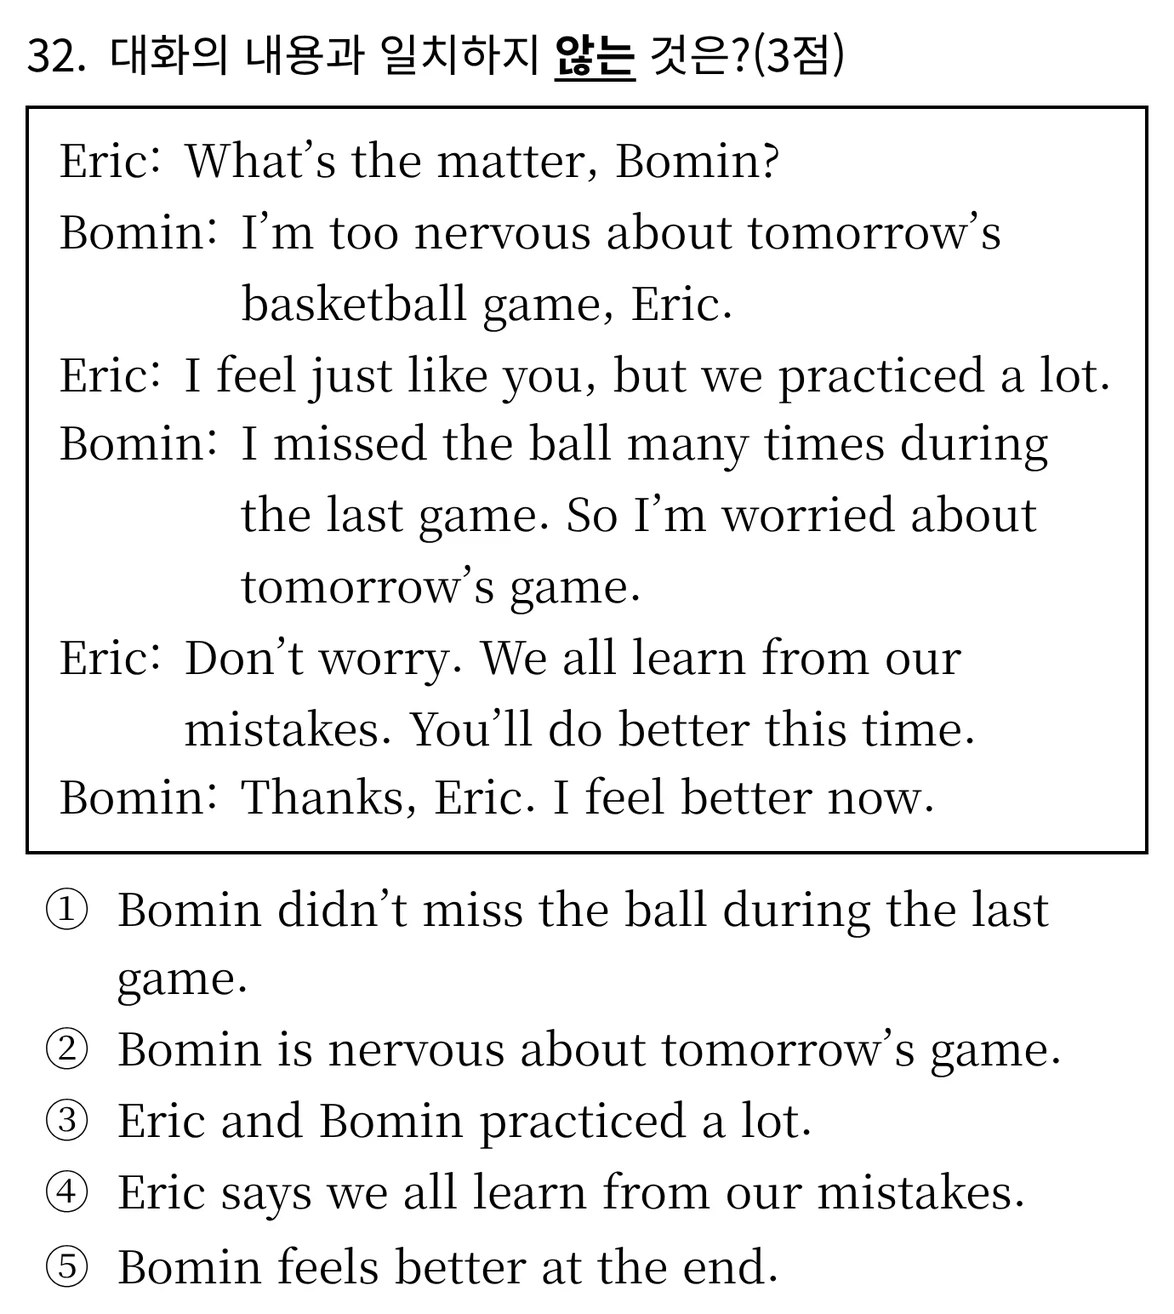 32. 대화의 내용과 일치하지 않는 것은?(3점)
Eric: What's the matter, Bomin?
Bomin: I'm too nervous about tomorrow's
basketball game, Eric.
Eric: I feel just like you, but we practiced a lot.
Bomin: I missed the ball many times during
the last game. So I'm worried about
tomorrow's game.
Eric: Don't worry. We all learn from our
mistakes. You'll do better this time.
Bomin: Thanks, Eric. I feel better now.
① Bomin didn't miss the ball during the last
game.
② Bomin is nervous about tomorrow's game.
③ Eric and Bomin practiced a lot.
④ Eric says we all learn from our mistakes.
⑤ Bomin feels better at the end.